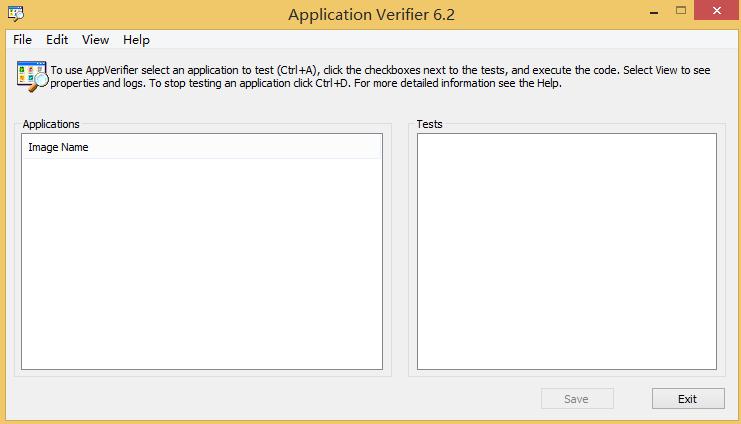 Application Verifier 6.2
File Edit View Help
To use AppVerifier select an application to test (Ctrl+A), click the checkboxes next to the tests, and execute the code. Select View to see
properties and logs. To stop testing an application click Ctrl+D. For more detailed information see the Help.
Applications
Tests
Image Name
Save
Exit